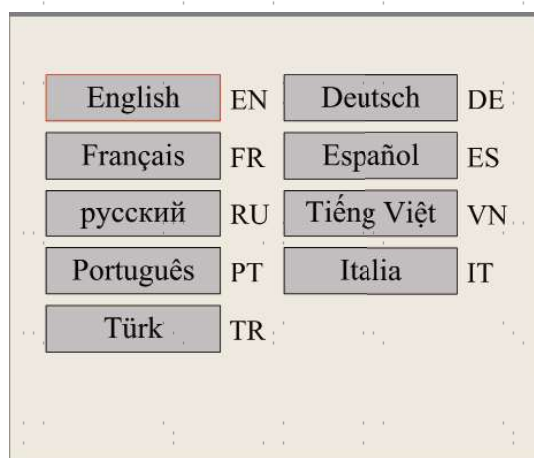 English EN Deutsch DE
Français FR Español ES
русский RU Tiếng Việt VN
Português PT Italia IT
Türk TR